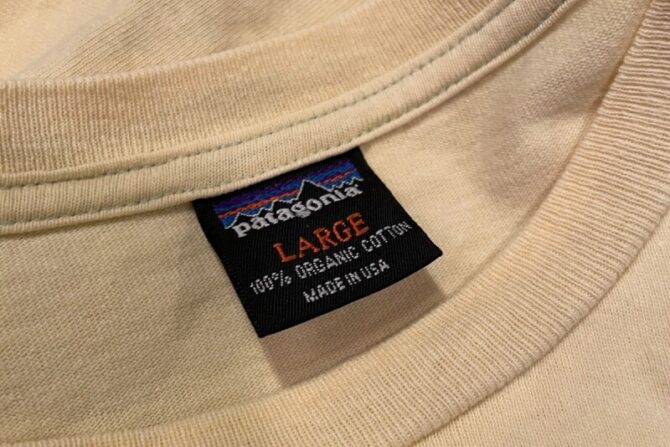 patagonia
LARGE
100% ORGANIC COTTON
MADE IN USA